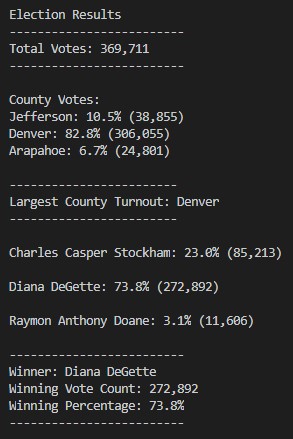 Election Results
-------------------------
Total Votes: 369,711
-------------------------
County Votes:
Jefferson: 10.5% (38,855)
Denver: 82.8% (306,055)
Arapahoe: 6.7% (24,801)
------------------------
Largest County Turnout: Denver
------------------------
Charles Casper Stockham: 23.0% (85,213)
Diana DeGette: 73.8% (272,892)
Raymon Anthony Doane: 3.1% (11,606)
-------------------------
Winner: Diana DeGette
Winning Vote Count: 272,892
Winning Percentage: 73.8%
-------------------------